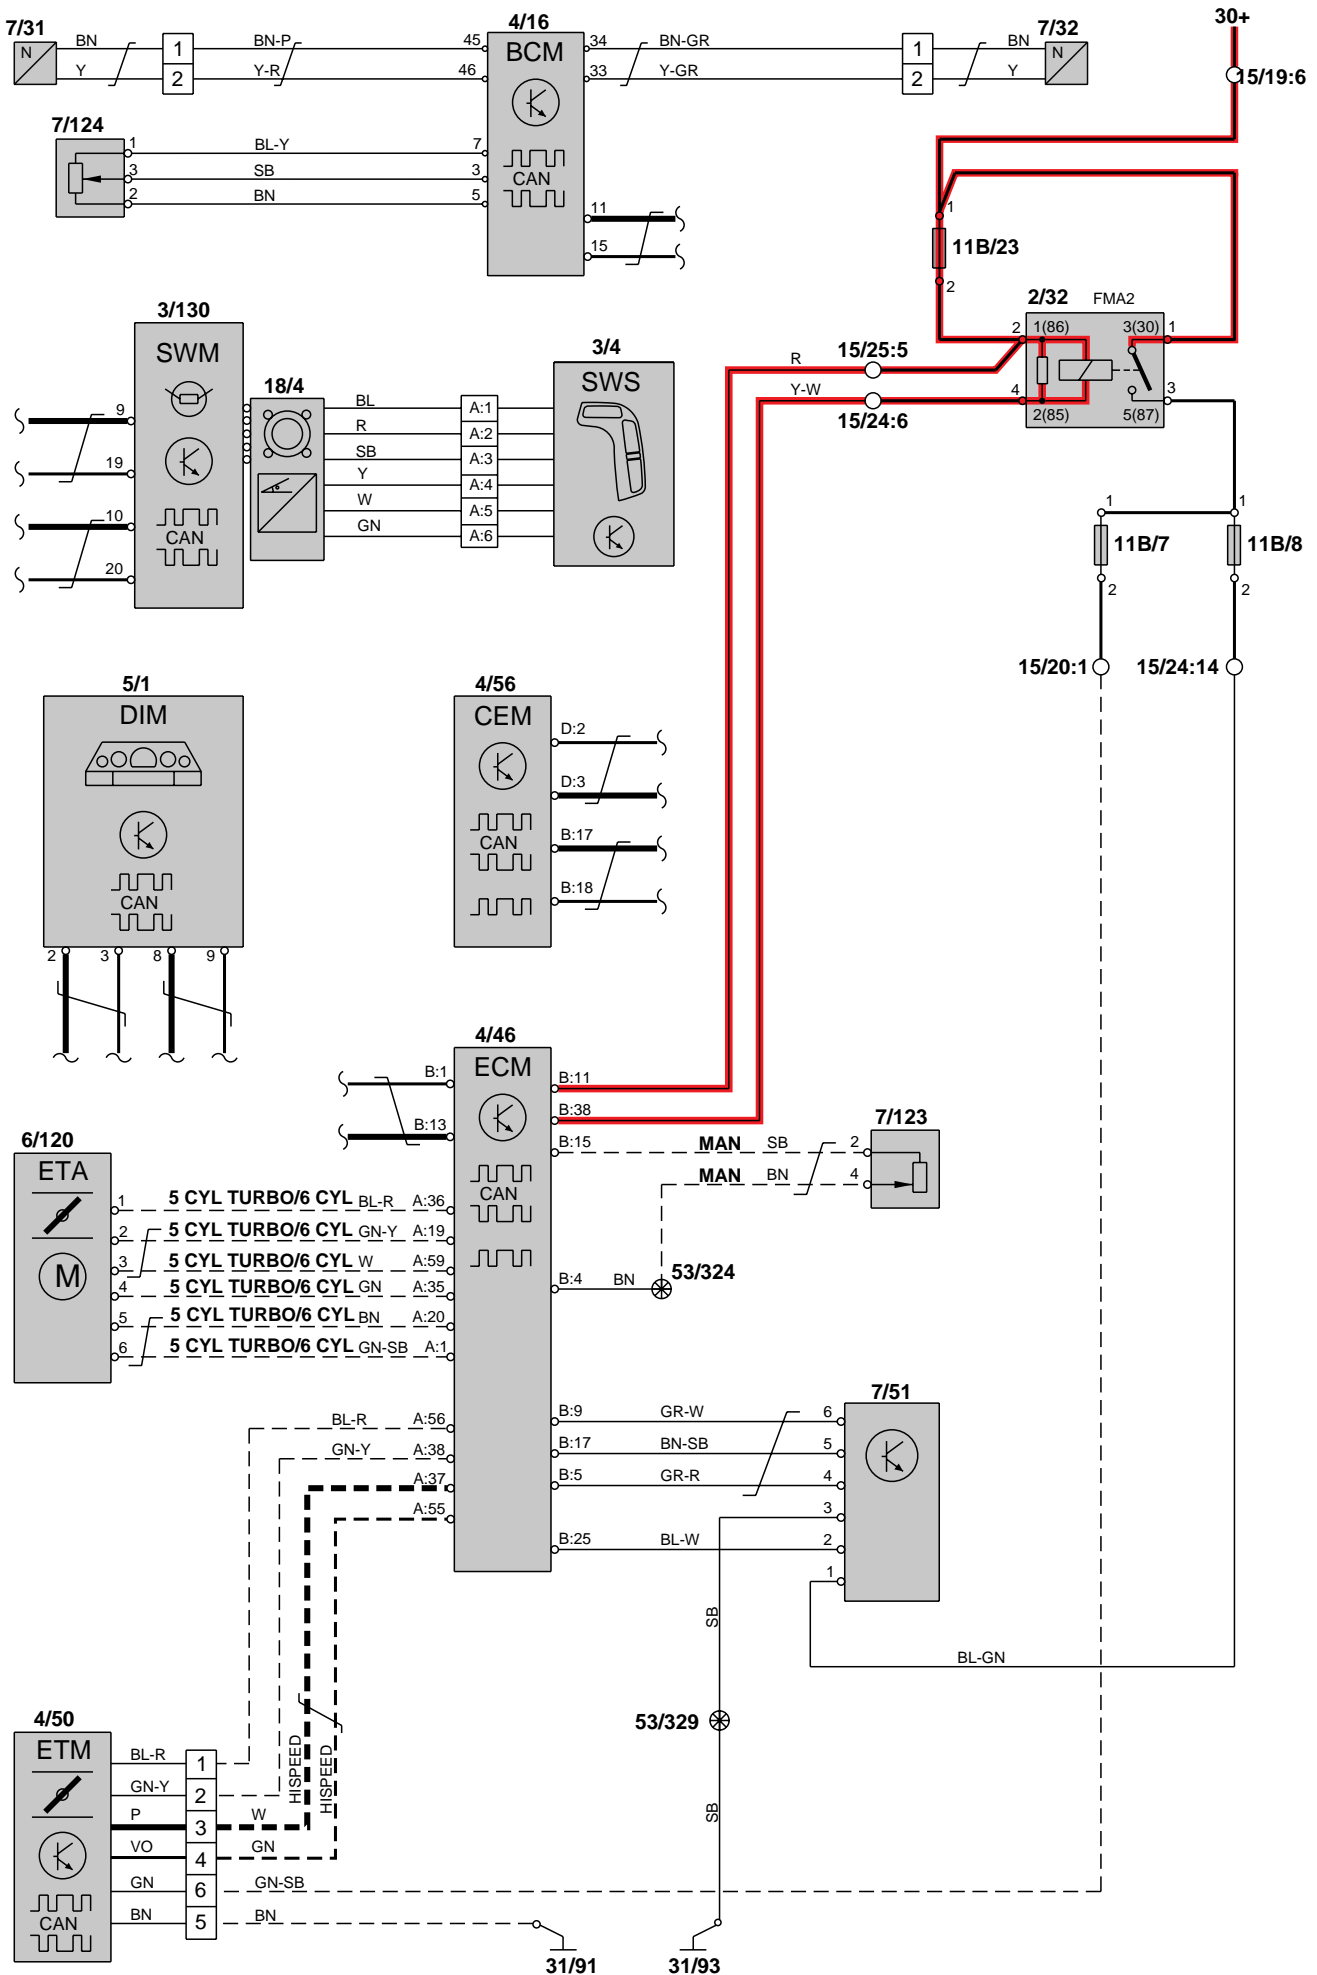 7/31
N
BN
Y
1
2
BN-P
Y-R
45
46
4/16
BCM
CAN
34
33
BN-GR
Y-GR
1
2
BN
Y
7/32
N
30+
15/19:6
7/124
1
3
2
BL-Y
SB
BN
7
3
5
11
15
1
11B/23
2
2/32
FMA2
2
1(86)
3(30)
1
4
2(85)
5(87)
3
R
15/25:5
Y-W
15/24:6
3/130
SWM
9
19
10
20
CAN
18/4
BL
R
SB
Y
W
GN
A:1
A:2
A:3
A:4
A:5
A:6
3/4
SWS
1
1
11B/7
11B/8
2
2
15/20:1
15/24:14
5/1
DIM
CAN
2
3
8
9
4/56
CEM
D:2
D:3
B:17
B:18
CAN
4/46
ECM
CAN
B:1
B:13
B:11
B:38
B:15
MAN
SB
2
MAN
BN
4
7/123
B:4
BN
53/324
6/120
ETA
M
1
5 CYL TURBO/6 CYL
BL-R
A:36
2
5 CYL TURBO/6 CYL
GN-Y
A:19
3
5 CYL TURBO/6 CYL
W
A:59
4
5 CYL TURBO/6 CYL
GN
A:35
5
5 CYL TURBO/6 CYL
BN
A:20
6
5 CYL TURBO/6 CYL
GN-SB
A:1
BL-R
A:56
GN-Y
A:38
A:37
A:55
7/51
B:9
GR-W
6
B:17
BN-SB
5
B:5
GR-R
4
3
B:25
BL-W
2
1
SB
BL-GN
53/329
SB
HISPEED
HISPEED
4/50
ETM
CAN
BL-R
1
GN-Y
2
P
3
W
VO
4
GN
GN
6
GN-SB
BN
5
BN
31/91
31/93